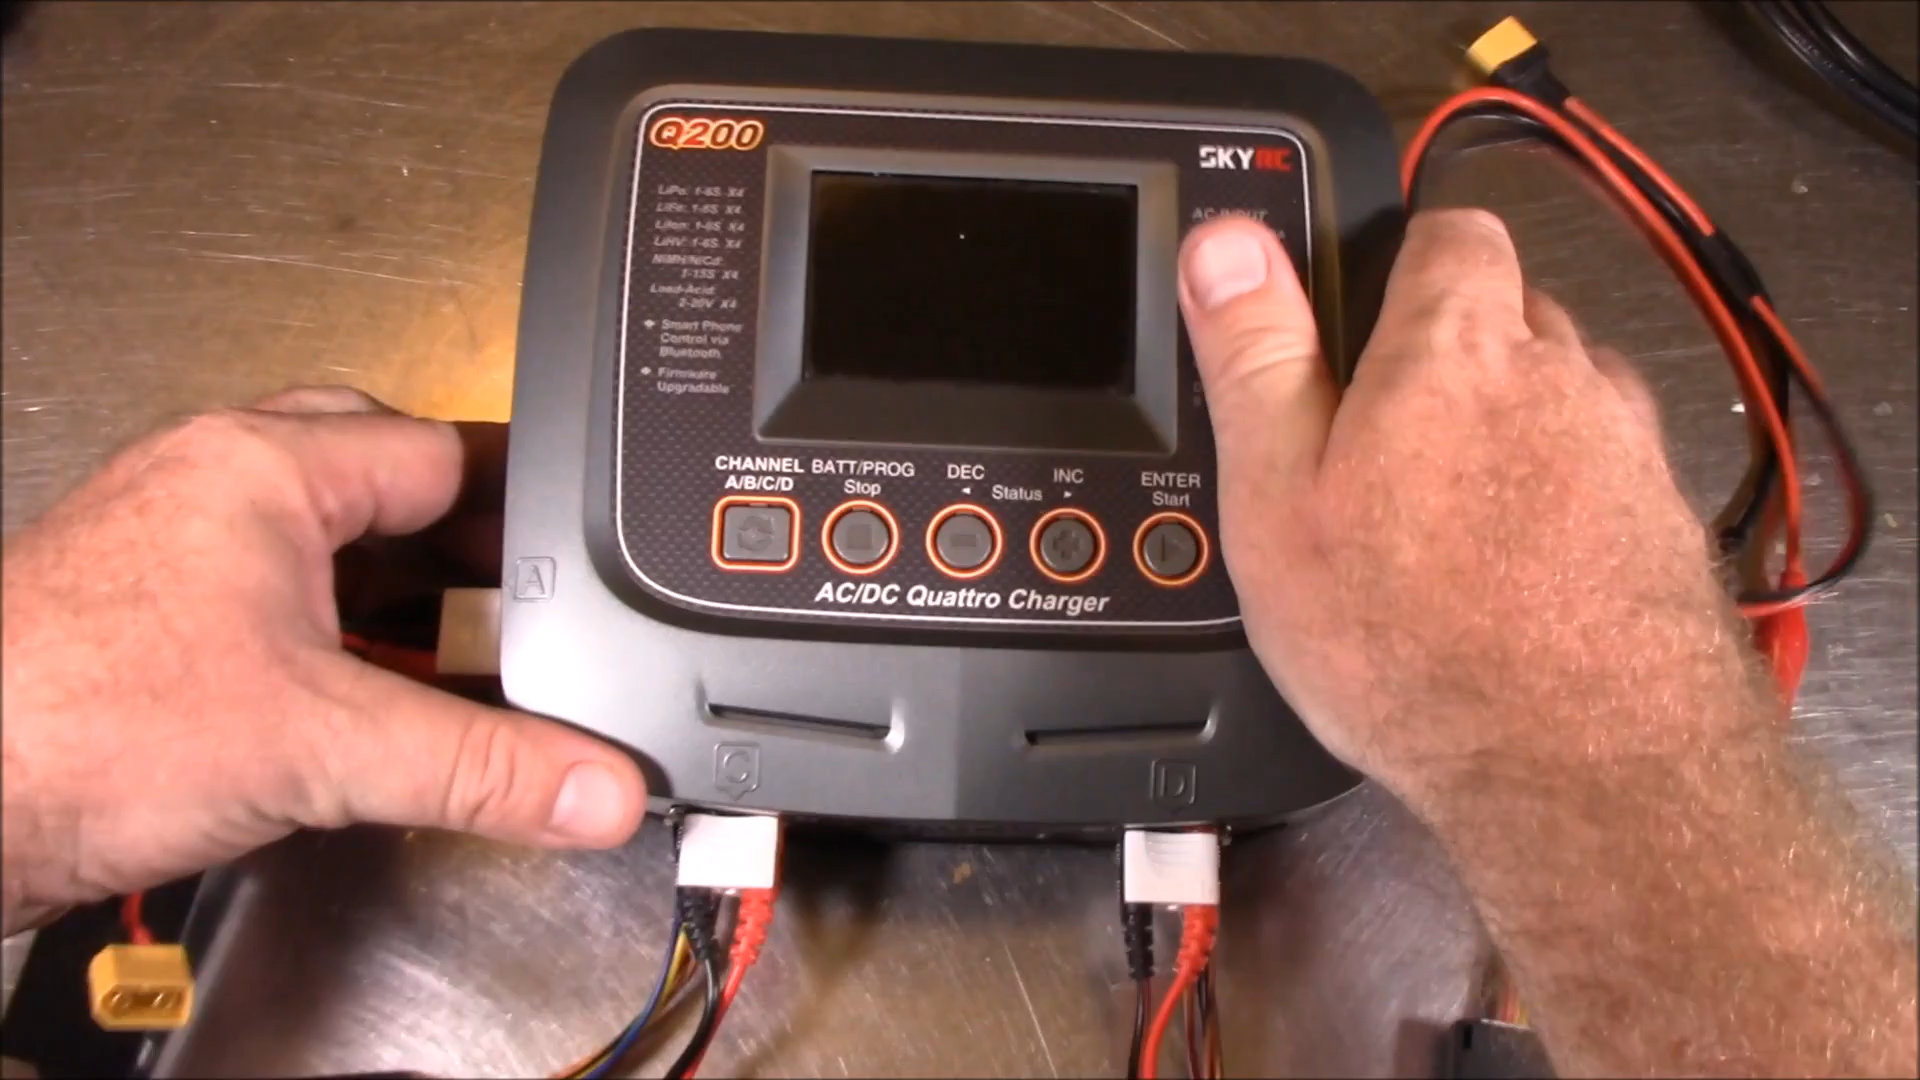 Q200
SKYRC
LiPo: 1-6S X4
LiFe: 1-6S X4
LiIon: 1-6S X4
LiHV: 1-6S X4
NiMH/NiCd:
1-15S X4
Lead-Acid:
2-20V X4
Smart Phone
Control via
Bluetooth
Firmware
Upgradable
AC INPUT
CHANNEL
A/B/C/D
BATT/PROG
Stop
DEC
Status
INC
ENTER
Start
AC/DC Quattro Charger
A
C
D